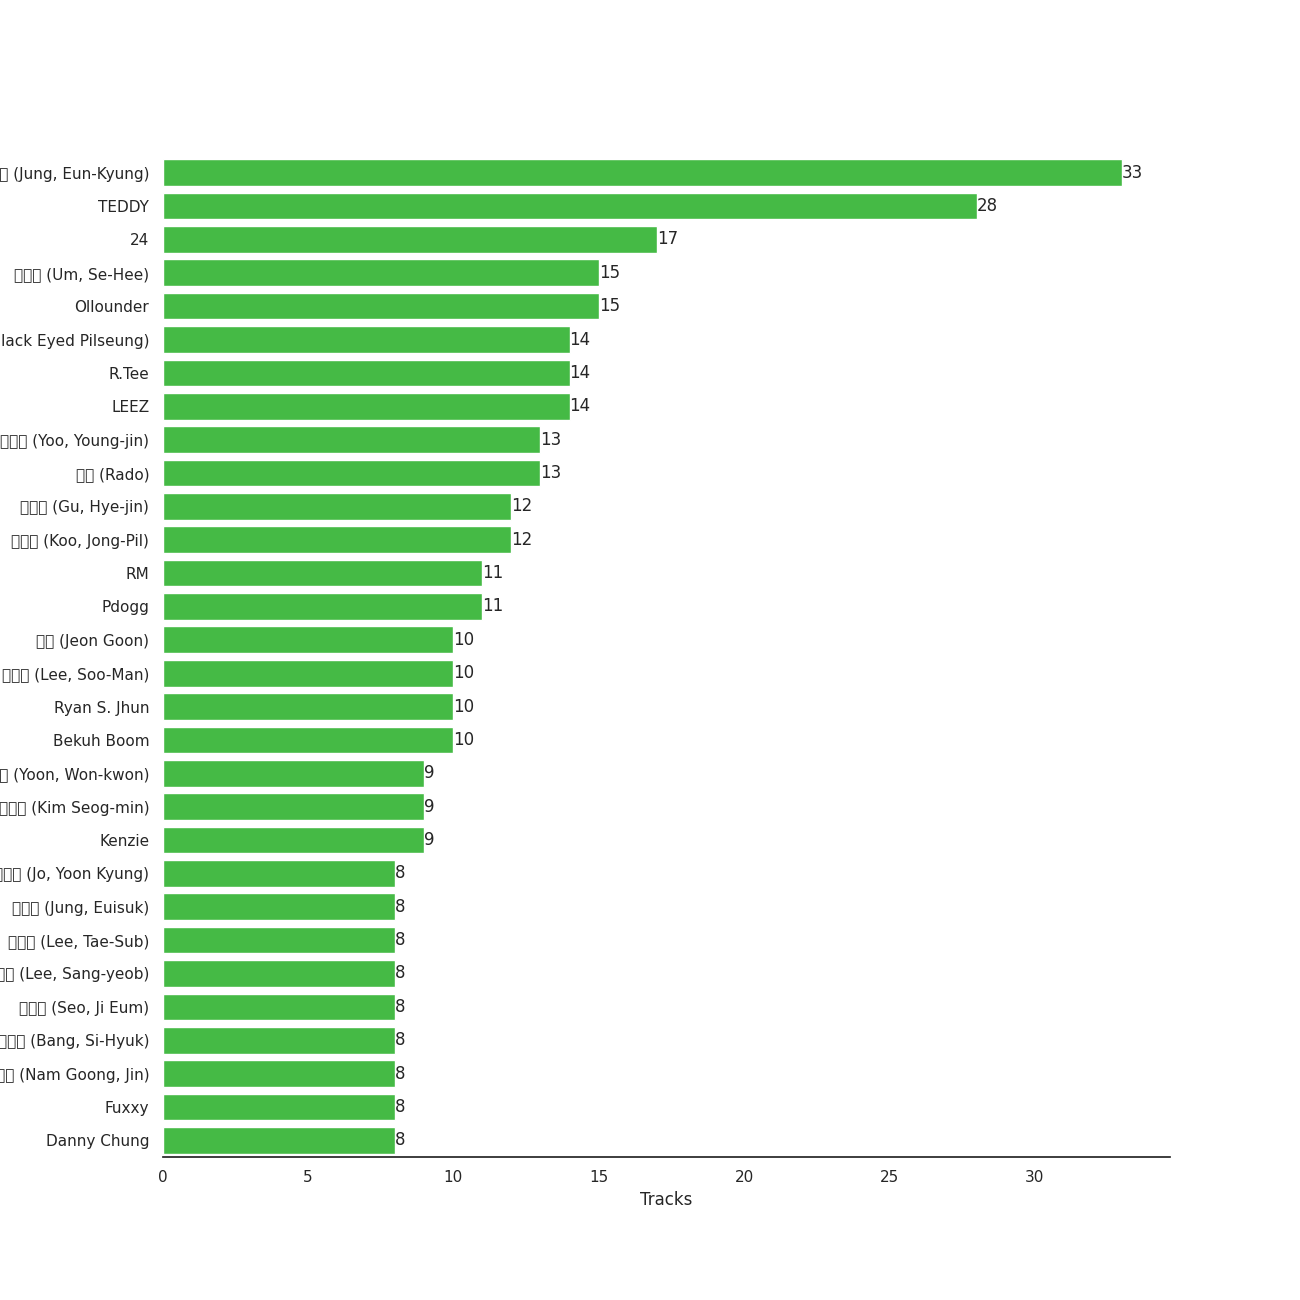 (Jung, Eun-Kyung) 33
TEDDY 28
24 17
(Um, Se-Hee) 15
Ollounder 15
lack Eyed Pilseung) 14
R.Tee 14
LEEZ 14
(Yoo, Young-jin) 13
(Rado) 13
(Gu, Hye-jin) 12
(Koo, Jong-Pil) 12
RM 11
Pdogg 11
(Jeon Goon) 10
(Lee, Soo-Man) 10
Ryan S. Jhun 10
Bekuh Boom 10
(Yoon, Won-kwon) 9
(Kim Seog-min) 9
Kenzie 9
(Jo, Yoon Kyung) 8
(Jung, Euisuk) 8
(Lee, Tae-Sub) 8
(Lee, Sang-yeob) 8
(Seo, Ji Eum) 8
(Bang, Si-Hyuk) 8
(Nam Goong, Jin) 8
Fuxxy 8
Danny Chung 8
0 5 10 15 20 25 30
Tracks